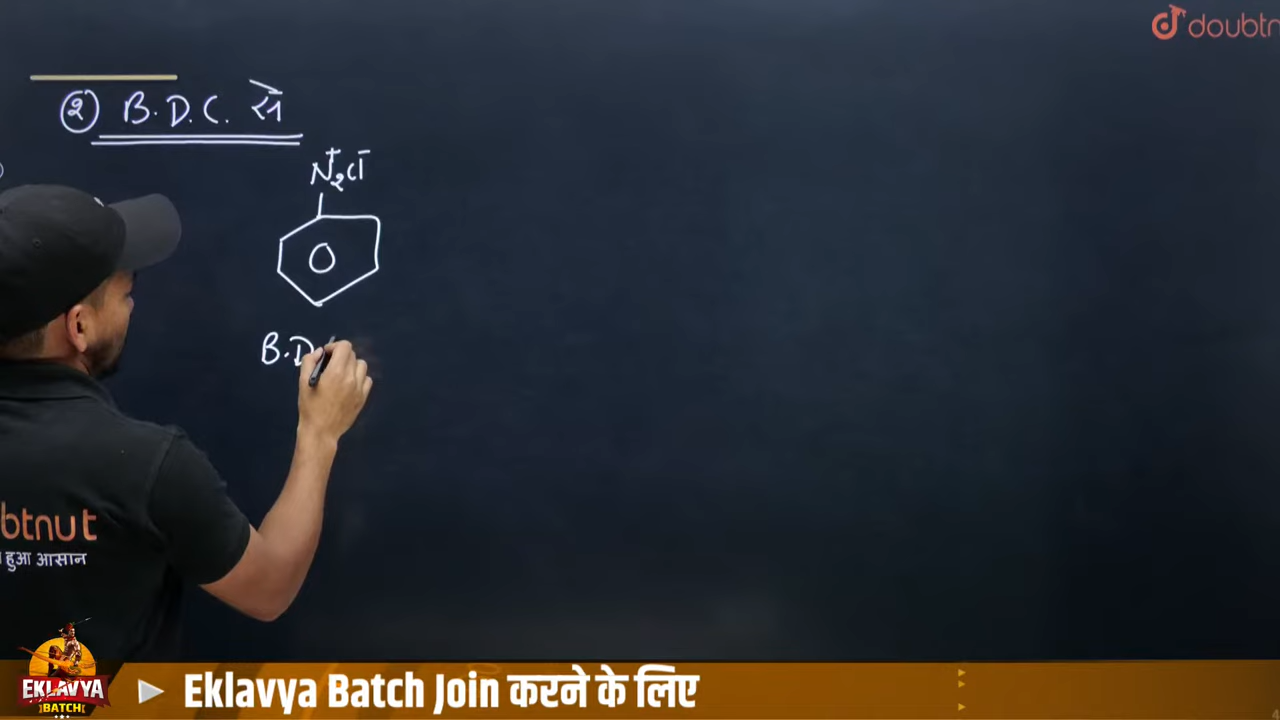 doubtn
② B.D.C. से
N₂⁺Cl⁻
B.D
btnut
हुआ आसान
EKLAVYA
BATCH
Eklavya Batch Join करने के लिए